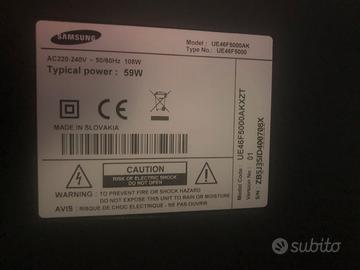 SAMSUNG
Model : UE46F5000AK
Type No.: UE46F5000
AC220-240V ~ 50/60Hz 108W
Typical power : 59W
MADE IN SLOVAKIA
Model Code : UE46F5000AKXZT
Version No : 01
S/N : ZB5J3SID400708X
CAUTION
RISK OF ELECTRIC SHOCK
DO NOT OPEN
WARNING : TO PREVENT FIRE OR SHOCK HAZARD
DO NOT EXPOSE THIS UNIT TO RAIN OR MOISTURE
AVIS : RISQUE DE CHOC ELECTRIQUE - NE PAS OUVRIR
subito